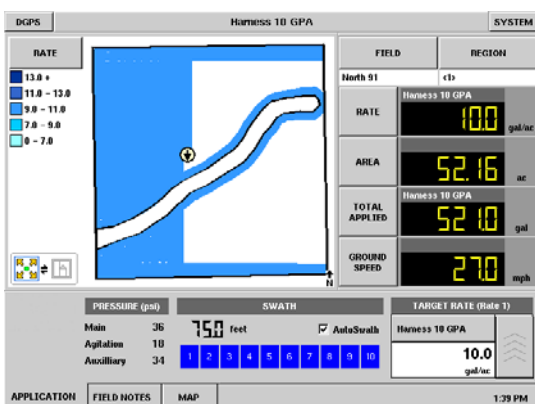 DGPS
Harness 10 GPA
SYSTEM
RATE
13.0 +
11.0 - 13.0
9.0 - 11.0
7.0 - 9.0
0 - 7.0
N
FIELD
REGION
North 91
<1>
RATE
Harness 10 GPA
10.0
gal/ac
AREA
52.16
ac
TOTAL
APPLIED
Harness 10 GPA
521.0
gal
GROUND
SPEED
27.0
mph
PRESSURE (psi)
Main 36
Agitation 18
Auxilliary 34
SWATH
75.0 feet
AutoSwath
1 2 3 4 5 6 7 8 9 10
TARGET RATE (Rate 1)
Harness 10 GPA
10.0
gal/ac
APPLICATION
FIELD NOTES
MAP
1:39 PM